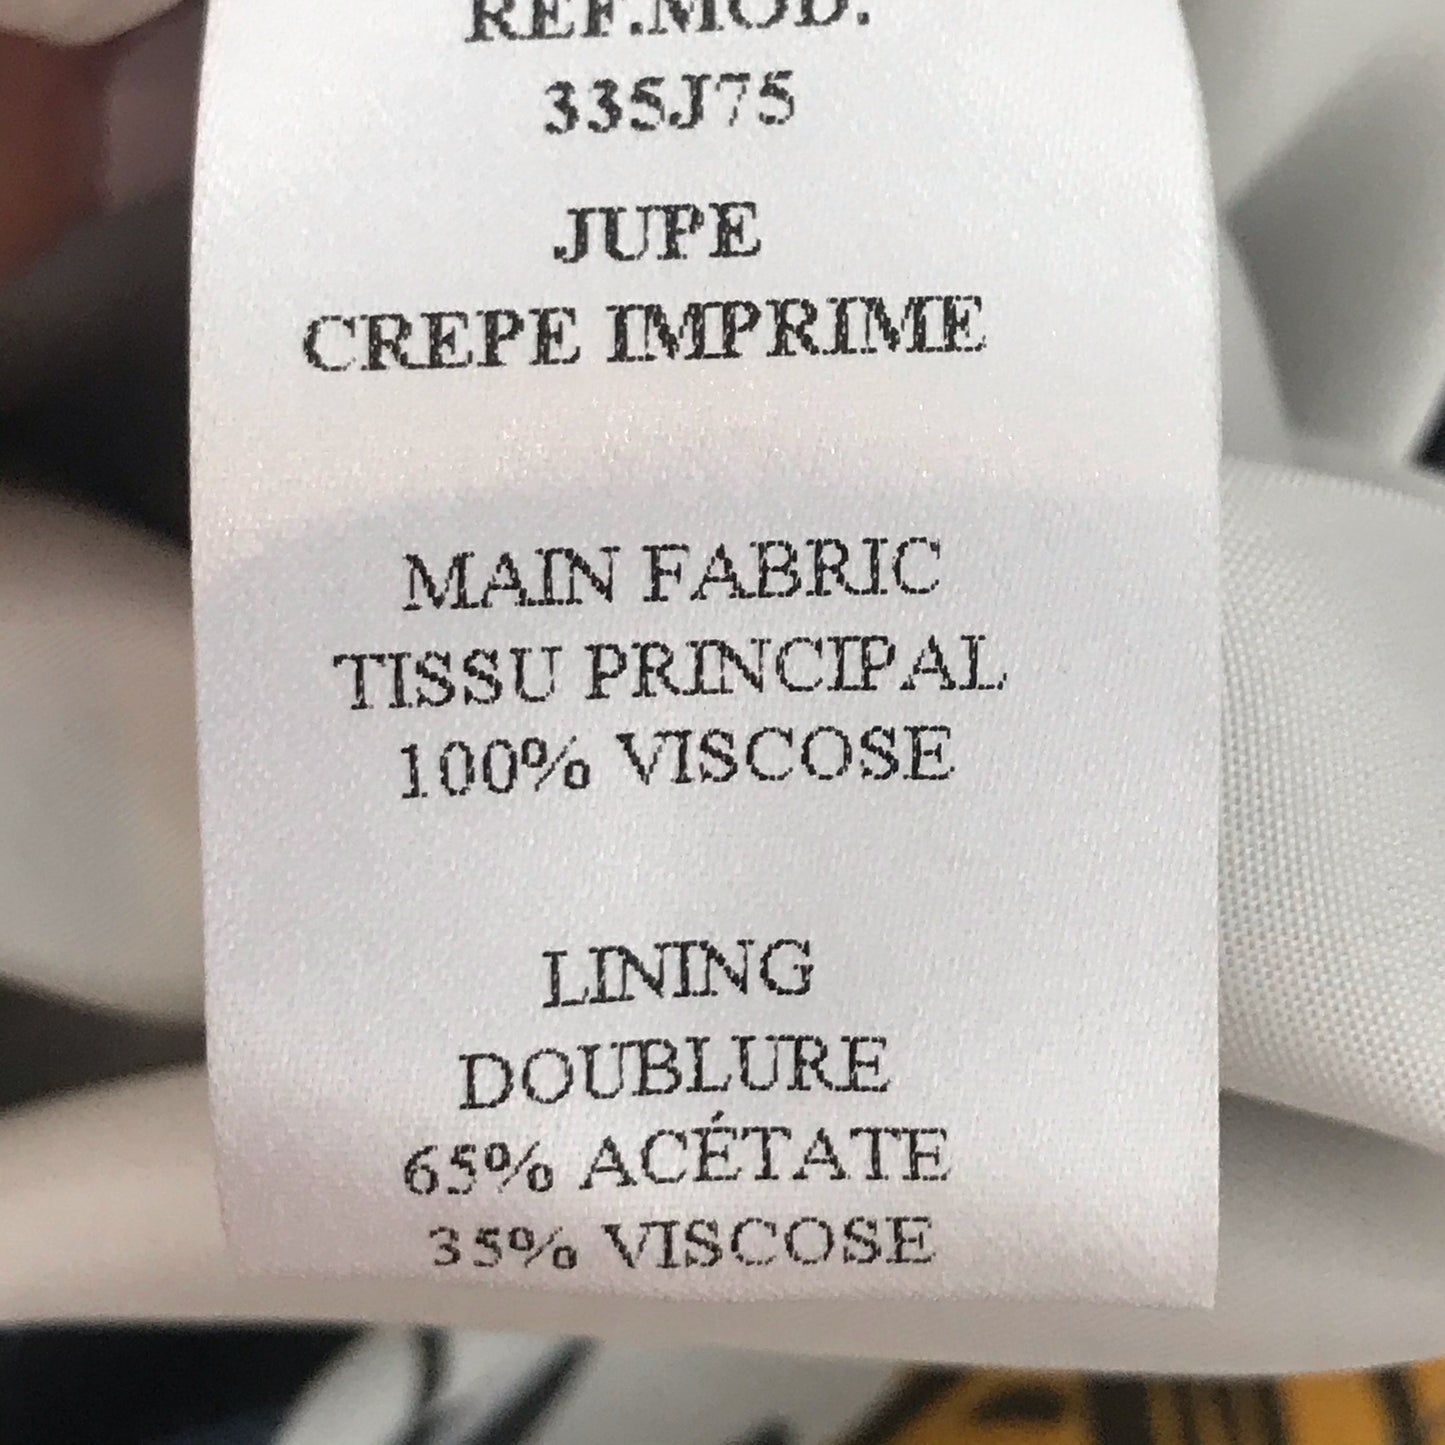 REF.MOD.
335J75
JUPE
CREPE IMPRIME
MAIN FABRIC
TISSU PRINCIPAL
100% VISCOSE
LINING
DOUBLURE
65% ACÉTATE
35% VISCOSE